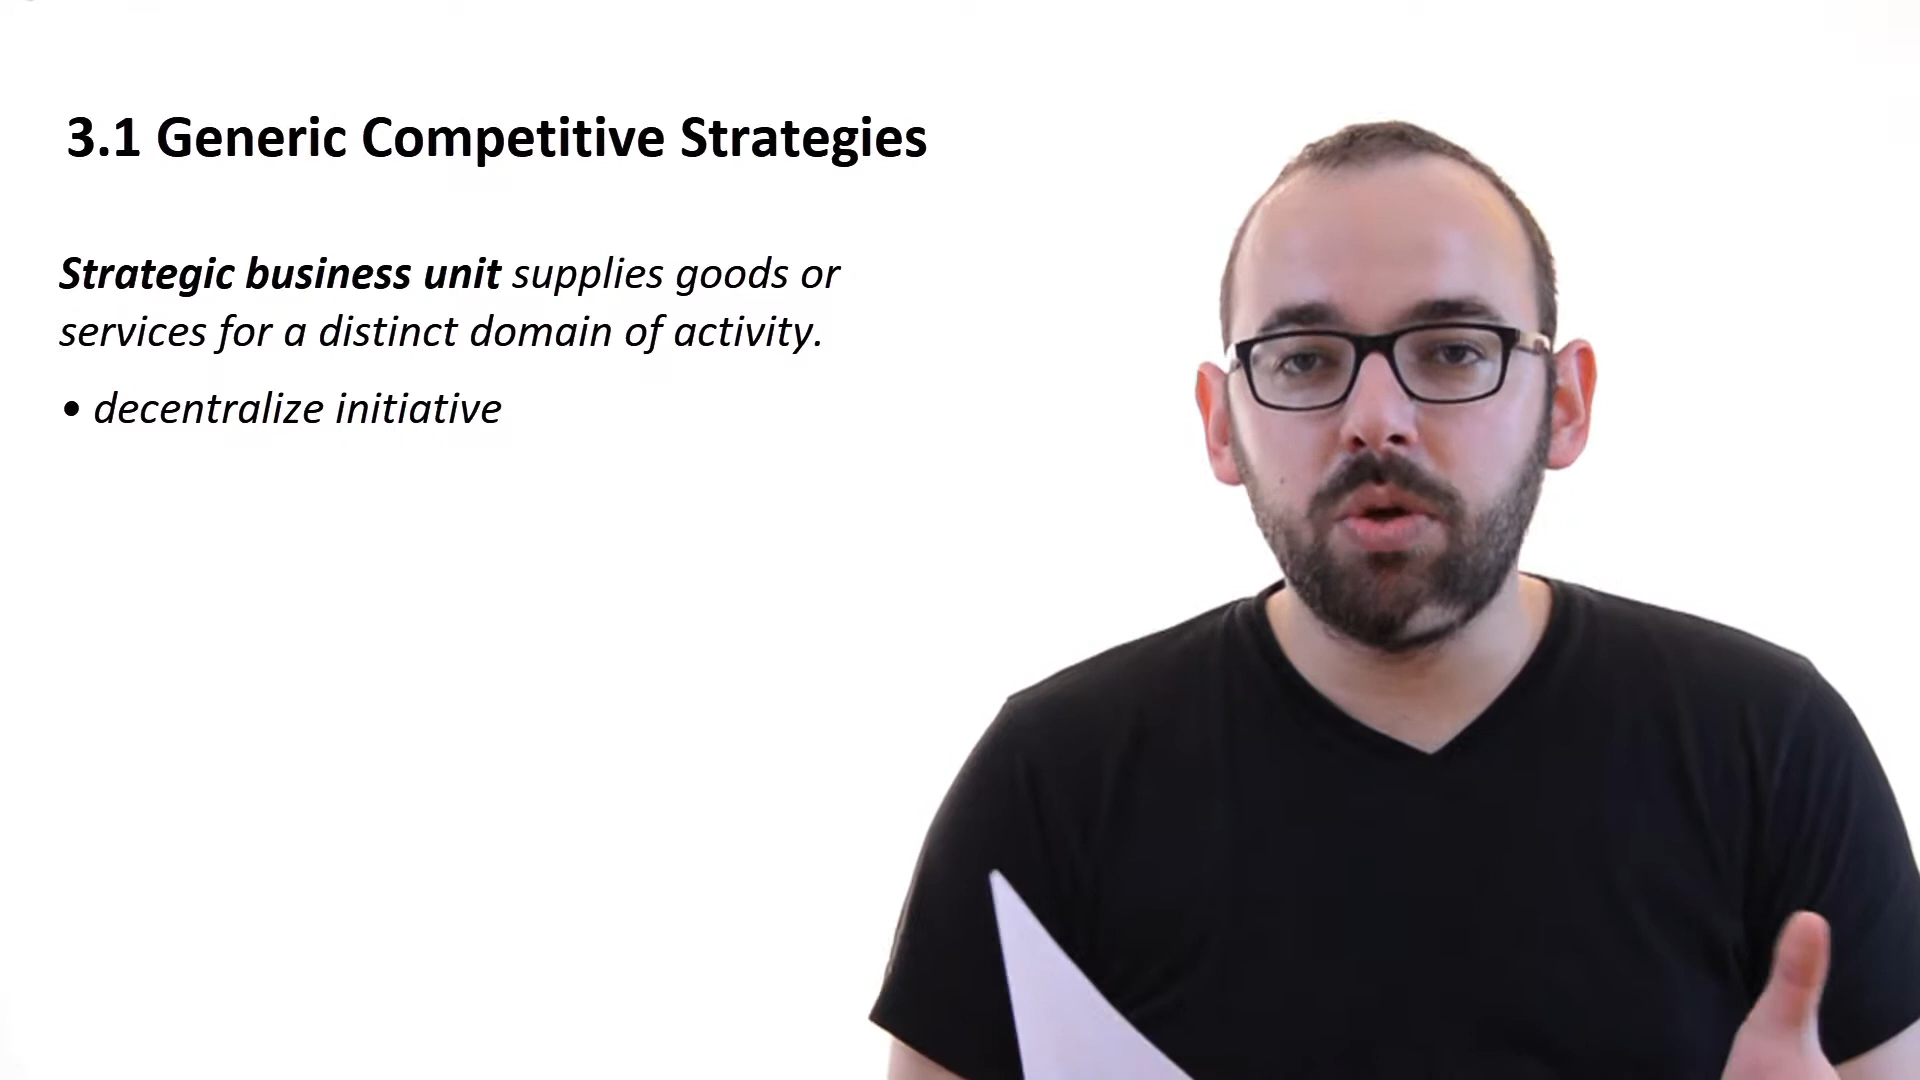 3.1 Generic Competitive Strategies
Strategic business unit supplies goods or
services for a distinct domain of activity.
• decentralize initiative